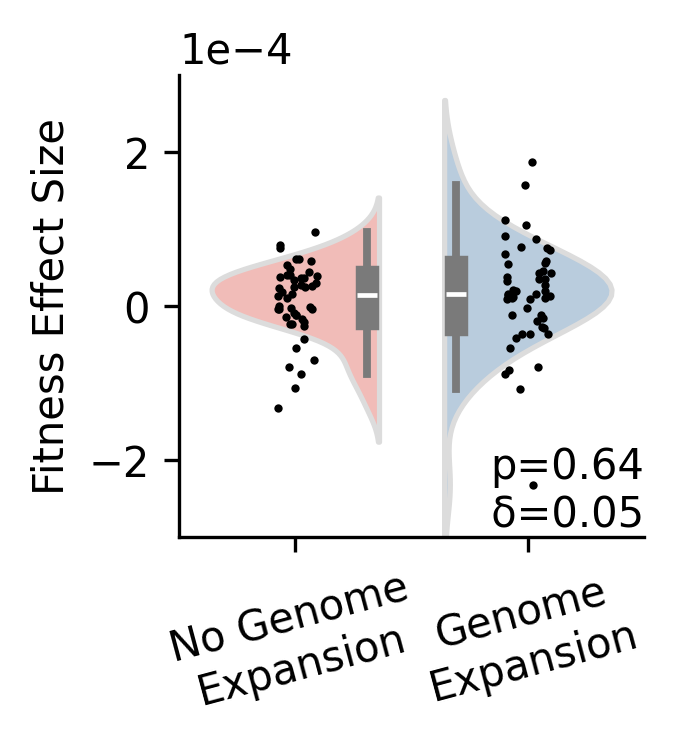 1e−4
Fitness Effect Size
2
0
−2
p=0.64
δ=0.05
No Genome
Expansion
Genome
Expansion